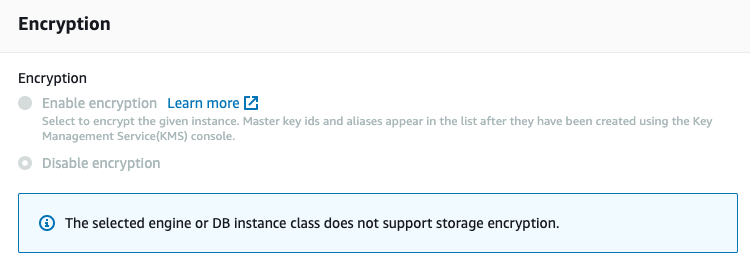 Encryption
Encryption
Enable encryption Learn more
Select to encrypt the given instance. Master key ids and aliases appear in the list after they have been created using the Key
Management Service(KMS) console.
Disable encryption
The selected engine or DB instance class does not support storage encryption.